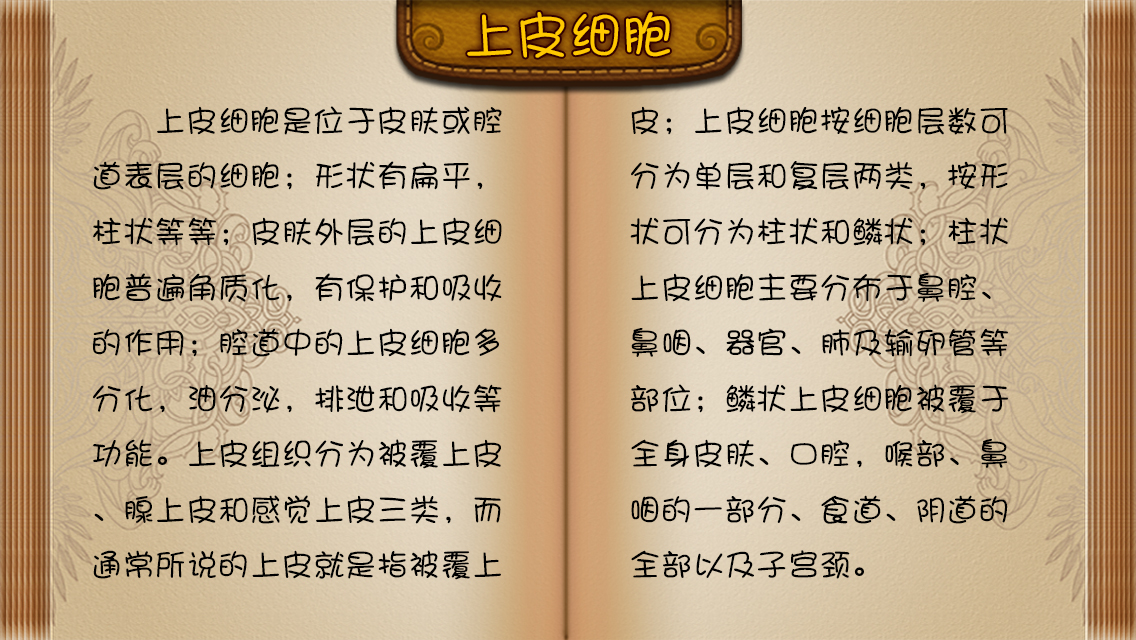 上皮细胞
上皮细胞是位于皮肤或腔
道表层的细胞；形状有扁平，
柱状等等；皮肤外层的上皮细
胞普遍角质化，有保护和吸收
的作用；腔道中的上皮细胞多
分化，油分泌，排泄和吸收等
功能。上皮组织分为被覆上皮
、腺上皮和感觉上皮三类，而
通常所说的上皮就是指被覆上
皮；上皮细胞按细胞层数可
分为单层和复层两类，按形
状可分为柱状和鳞状；柱状
上皮细胞主要分布于鼻腔、
鼻咽、器官、肺及输卵管等
部位；鳞状上皮细胞被覆于
全身皮肤、口腔，喉部、鼻
咽的一部分、食道、阴道的
全部以及子宫颈。